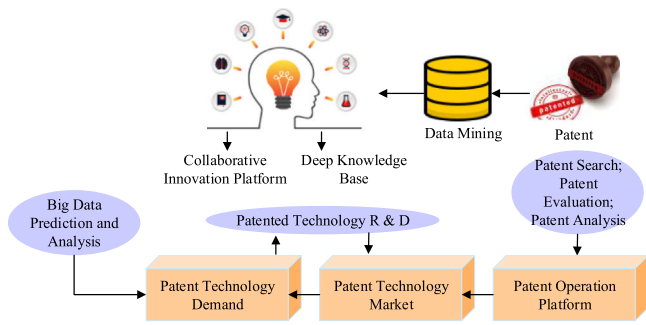 patented
Data Mining
Patent
Collaborative
Innovation Platform
Deep Knowledge
Base
Patent Search;
Patent
Evaluation;
Patent Analysis
Big Data
Prediction and
Analysis
Patented Technology R & D
Patent Technology
Demand
Patent Technology
Market
Patent Operation
Platform